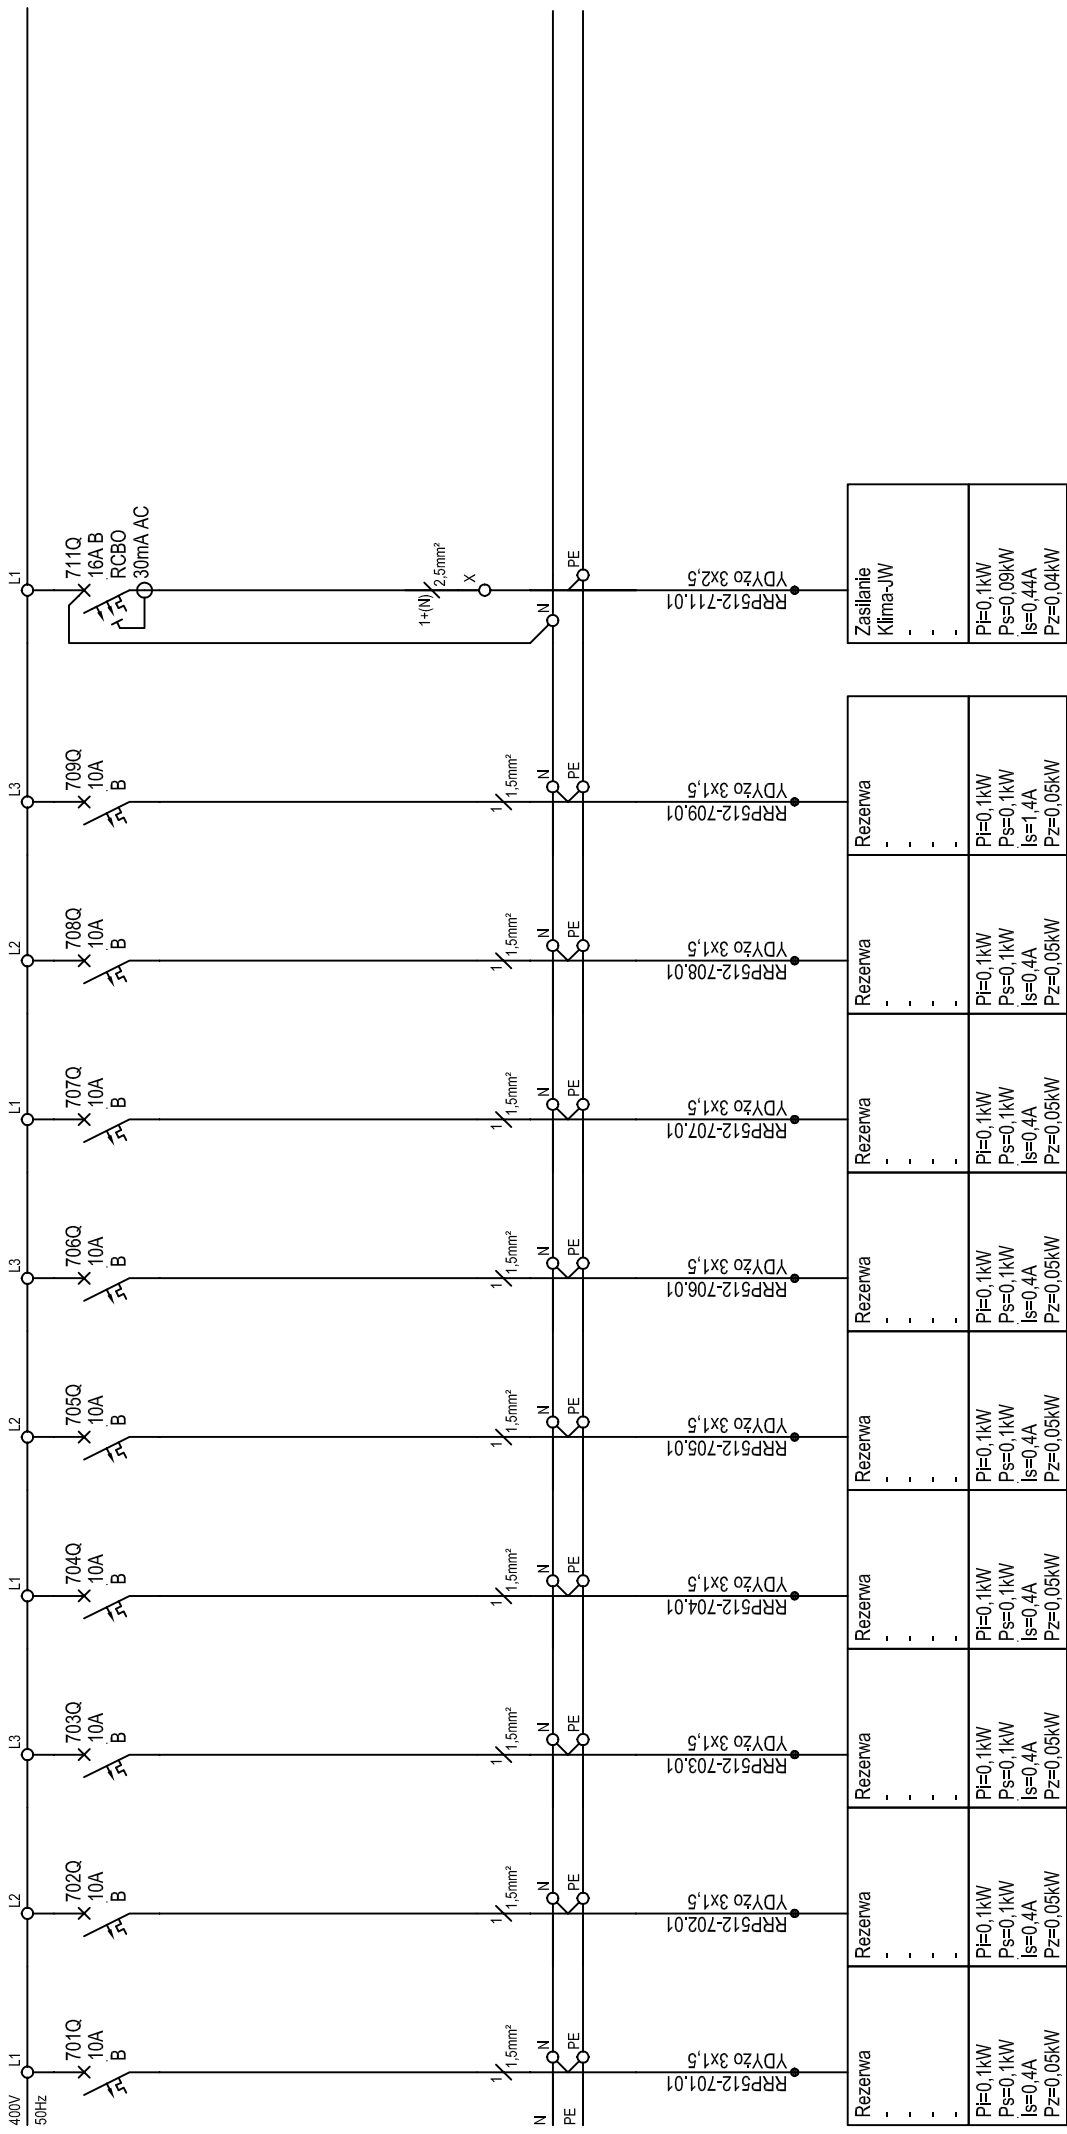 400V
50Hz
L1
701Q
10A
B
1
1,5mm²
N
PE
N
PE
RRP512-701.01
YDYżo 3x1,5
Rezerwa
.
.
.
.
Pi=0,1kW
Ps=0,1kW
Is=0,4A
Pz=0,05kW
L2
702Q
10A
B
1
1,5mm²
N
PE
RRP512-702.01
YDYżo 3x1,5
Rezerwa
.
.
.
.
Pi=0,1kW
Ps=0,1kW
Is=0,4A
Pz=0,05kW
L3
703Q
10A
B
1
1,5mm²
N
PE
RRP512-703.01
YDYżo 3x1,5
Rezerwa
.
.
.
.
Pi=0,1kW
Ps=0,1kW
Is=0,4A
Pz=0,05kW
L1
704Q
10A
B
1
1,5mm²
N
PE
RRP512-704.01
YDYżo 3x1,5
Rezerwa
.
.
.
.
Pi=0,1kW
Ps=0,1kW
Is=0,4A
Pz=0,05kW
L2
705Q
10A
B
1
1,5mm²
N
PE
RRP512-705.01
YDYżo 3x1,5
Rezerwa
.
.
.
.
Pi=0,1kW
Ps=0,1kW
Is=0,4A
Pz=0,05kW
L3
706Q
10A
B
1
1,5mm²
N
PE
RRP512-706.01
YDYżo 3x1,5
Rezerwa
.
.
.
.
Pi=0,1kW
Ps=0,1kW
Is=0,4A
Pz=0,05kW
L1
707Q
10A
B
1
1,5mm²
N
PE
RRP512-707.01
YDYżo 3x1,5
Rezerwa
.
.
.
.
Pi=0,1kW
Ps=0,1kW
Is=0,4A
Pz=0,05kW
L2
708Q
10A
B
1
1,5mm²
N
PE
RRP512-708.01
YDYżo 3x1,5
Rezerwa
.
.
.
.
Pi=0,1kW
Ps=0,1kW
Is=0,4A
Pz=0,05kW
L3
709Q
10A
B
1
1,5mm²
N
PE
RRP512-709.01
YDYżo 3x1,5
Rezerwa
.
.
.
.
Pi=0,1kW
Ps=0,1kW
Is=1,4A
Pz=0,05kW
L1
711Q
16A B
RCBO
30mA AC
1+(N)
2,5mm²
X
N
PE
RRP512-711.01
YDYżo 3x2,5
Zasilanie
Klima-JW
.
.
.
Pi=0,1kW
Ps=0,09kW
Is=0,44A
Pz=0,04kW